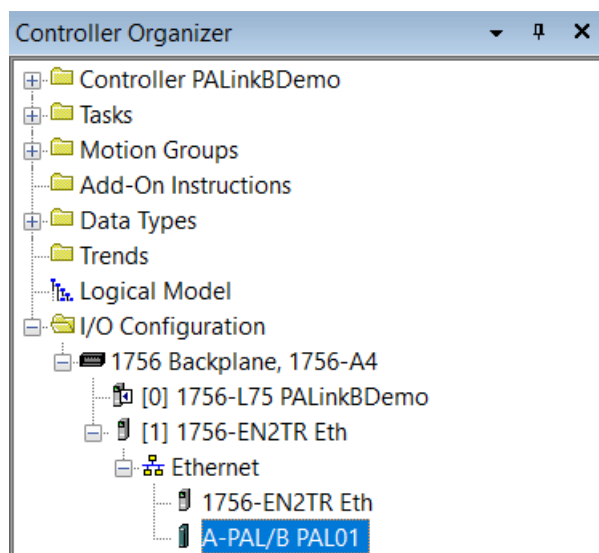 Controller Organizer
Controller PALinkBDemo
Tasks
Motion Groups
Add-On Instructions
Data Types
Trends
Logical Model
I/O Configuration
1756 Backplane, 1756-A4
[0] 1756-L75 PALinkBDemo
[1] 1756-EN2TR Eth
Ethernet
1756-EN2TR Eth
A-PAL/B PAL01